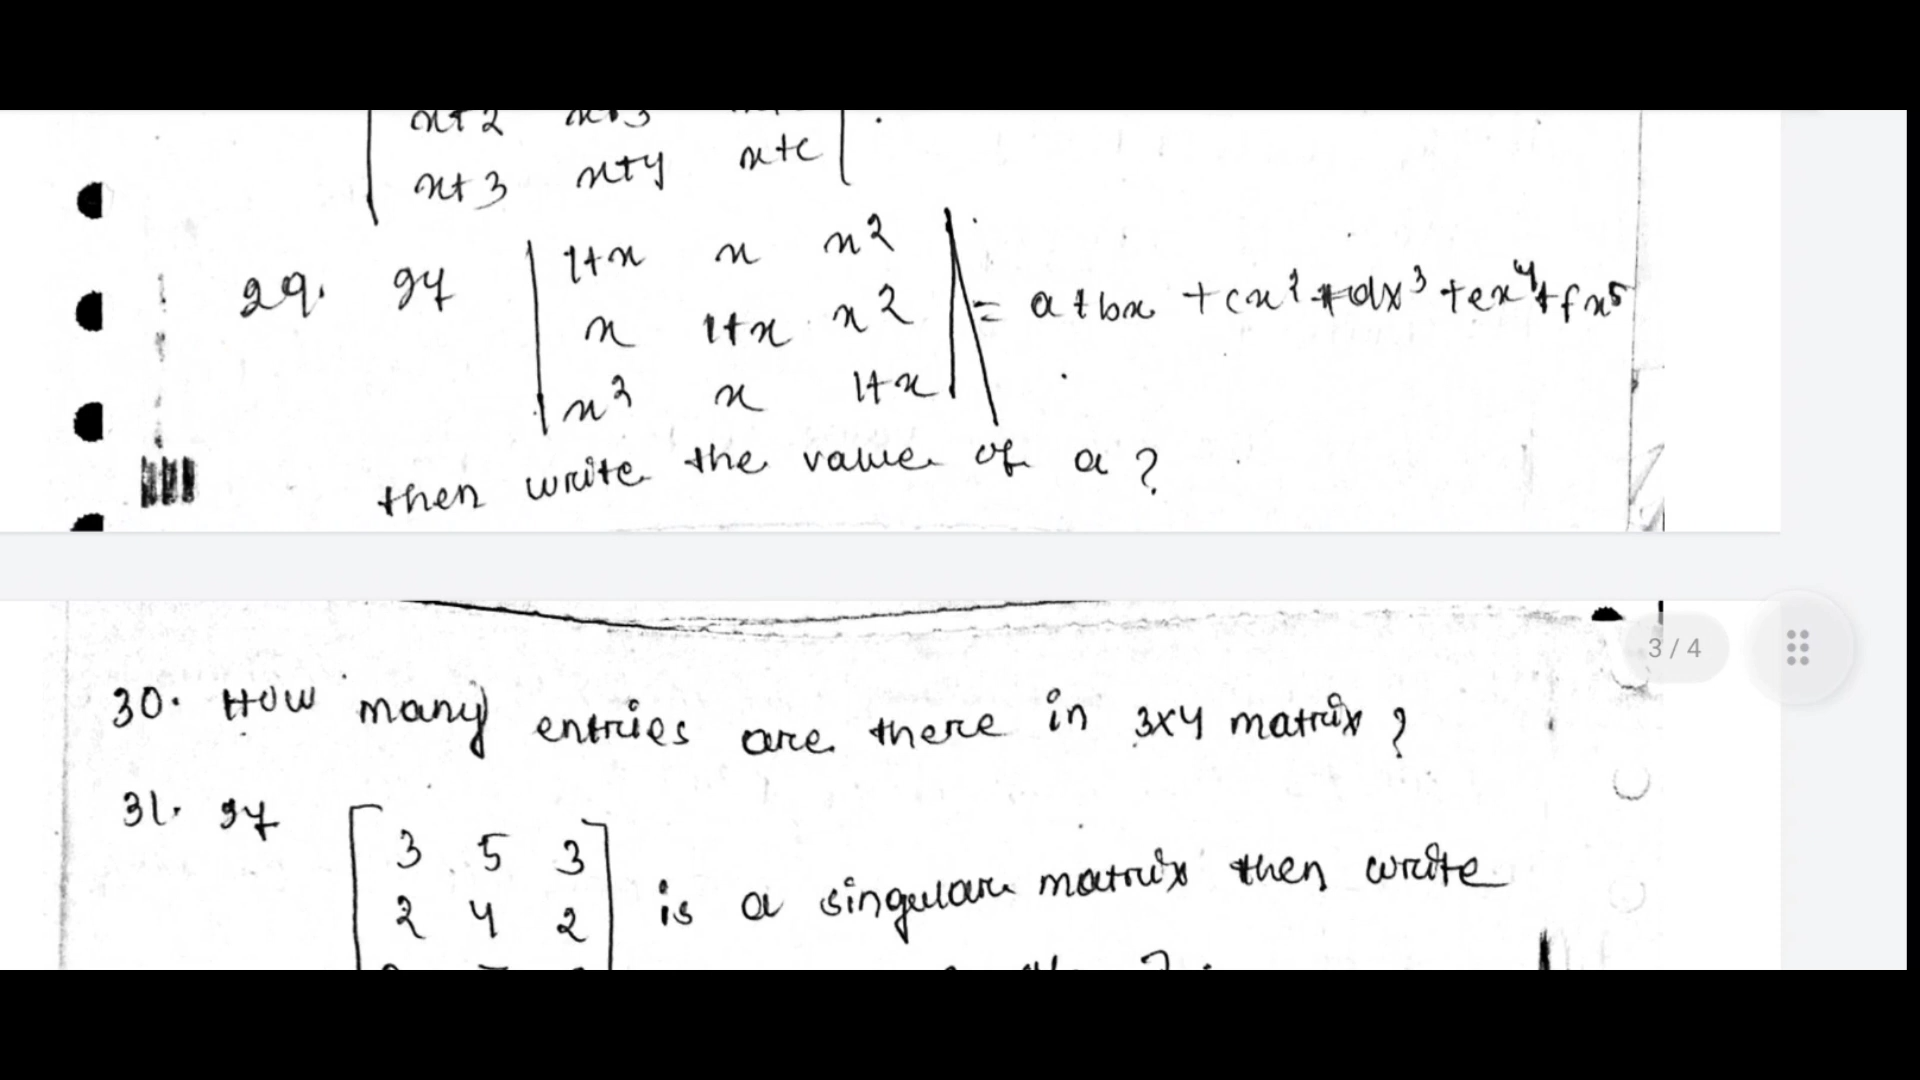 x+2 x+3
x+3 x+4 x+c
29. If | 1+x x x² |
| x 1+x x² | = a+bx+cx²+dx³+ex⁴+fx⁵
| x² x 1+x |
then write the value of a?
3 / 4
30. How many entries are there in 3x4 matrix?
31. If [ 3 5 3
2 4 2 ] is a singular matrix then write